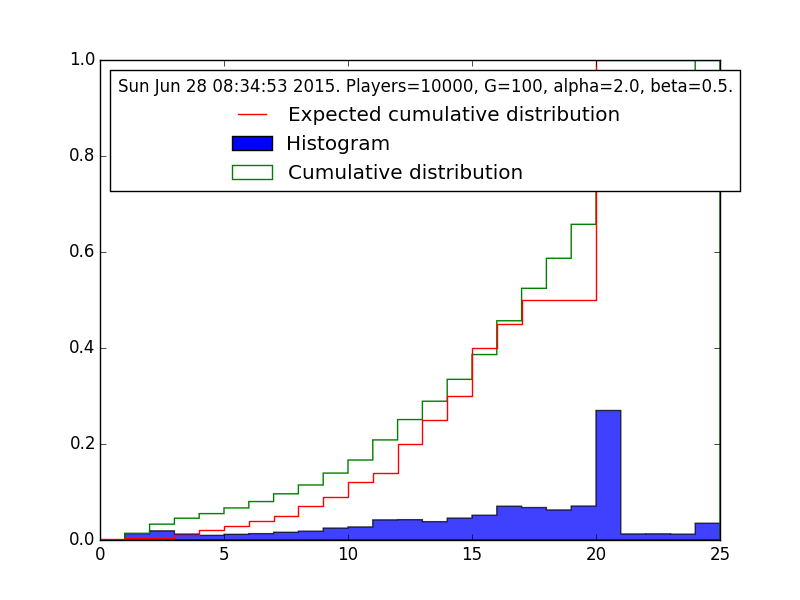 1.0
Sun Jun 28 08:34:53 2015. Players=10000, G=100, alpha=2.0, beta=0.5.
Expected cumulative distribution
Histogram
Cumulative distribution
0.8
0.6
0.4
0.2
0.0
0 5 10 15 20 25